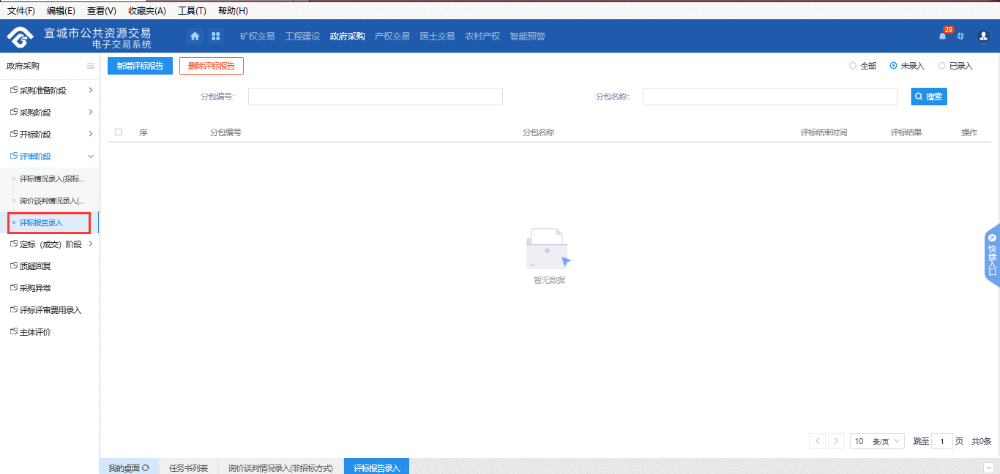 文件(F) 编辑(E) 查看(V) 收藏夹(A) 工具(T) 帮助(H)
宣城市公共资源交易
电子交易系统
矿权交易 工程建设 政府采购 产权交易 国土交易 农村产权 智能预警
29
政府采购
新增评标报告 删除评标报告
全部 未录入 已录入
采购准备阶段
分包编号: 分包名称: 搜索
采购阶段
开标阶段
序 分包编号 分包名称 评标结束时间 评标结果 操作
评审阶段
评标情况录入(招标...
询价谈判情况录入(...
评标报告录入
定标（成交）阶段
质疑回复
采购异常
评标评审费用录入
主体评价
暂无数据
快捷入口
10 条/页 跳至 1 页 共0条
我的桌面 任务书列表 询价谈判情况录入(非招标方式) 评标报告录入